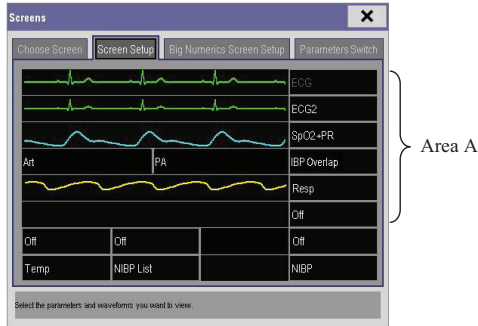 Screens
Choose Screen Screen Setup Big Numerics Screen Setup Parameters Switch
ECG
ECG2
SpO2+PR
Art PA IBP Overlap
Resp
Off
Off Off Off
Temp NIBP List NIBP
Select the parameters and waveforms you want to view.
Area A